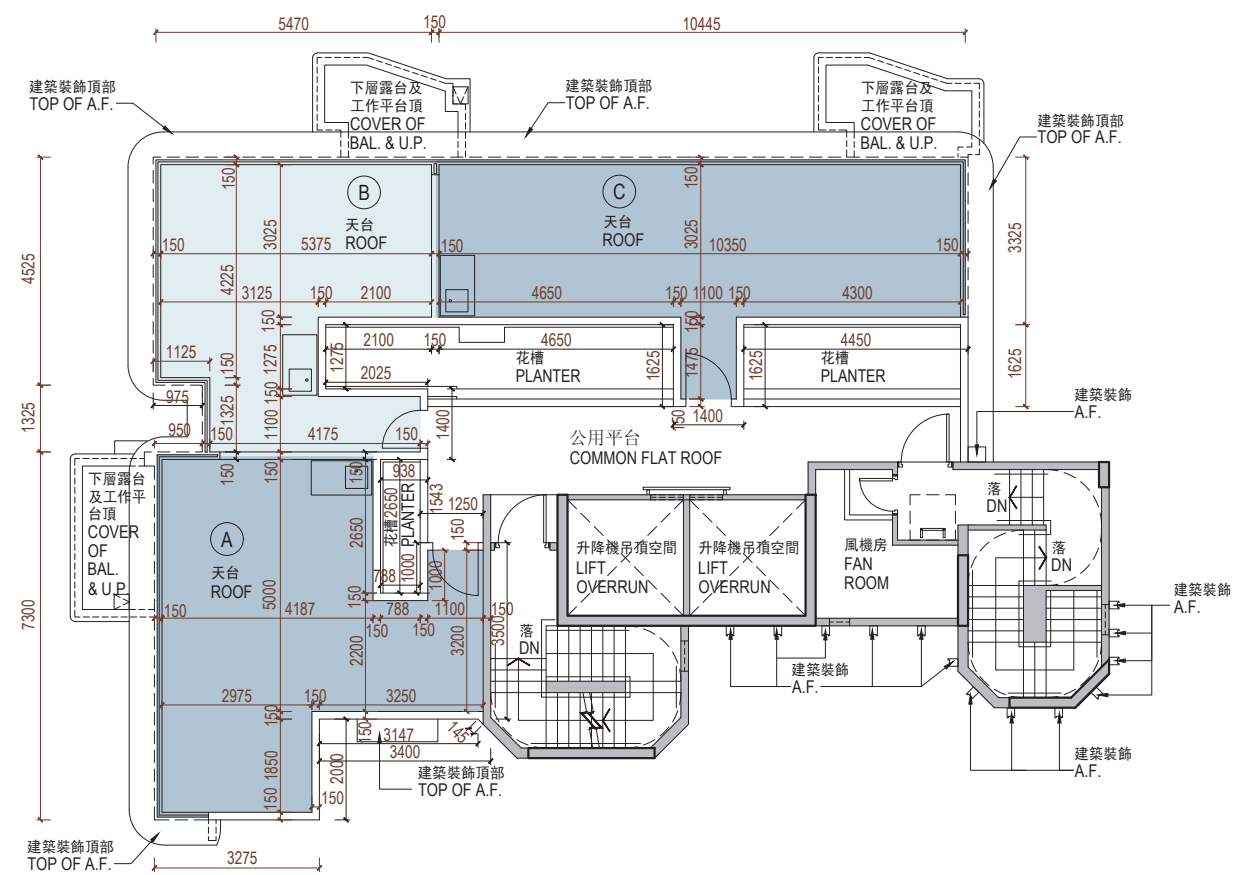 5470
150
10445
建築裝飾頂部
TOP OF A.F.
下層露台及
工作平台頂
COVER OF
BAL. & U.P.
建築裝飾頂部
TOP OF A.F.
下層露台及
工作平台頂
COVER OF
BAL. & U.P.
建築裝飾頂部
TOP OF A.F.
4525
1325
7300
150
B
天台
ROOF
3025
150
5375
4225
3125
150
2100
150
C
天台
ROOF
3025
150
10350
150
4650
150
1100
150
4300
3325
1625
150
1275
150
1100
1125
150
1325
975
950
150
4175
150
1275
2100
150
4650
花槽
PLANTER
2025
1400
1625
150
1475
150
1400
1625
4450
花槽
PLANTER
建築裝飾
A.F.
公用平台
COMMON FLAT ROOF
下層露台
及工作平
台頂
COVER
OF
BAL.
& U.P.
150
150
150
A
天台
ROOF
2650
938
花槽
PLANTER
2650
1543
1250
150
788
1000
1000
5000
150
4187
150
788
150
1100
150
2200
3200
3500
2975
150
3250
升降機吊頂空間
LIFT
OVERRUN
升降機吊頂空間
LIFT
OVERRUN
風機房
FAN
ROOM
落
DN
落
DN
落
DN
建築裝飾
A.F.
建築裝飾
A.F.
建築裝飾
A.F.
150
1850
150
150
2000
150
3147
145
3400
建築裝飾頂部
TOP OF A.F.
建築裝飾頂部
TOP OF A.F.
3275